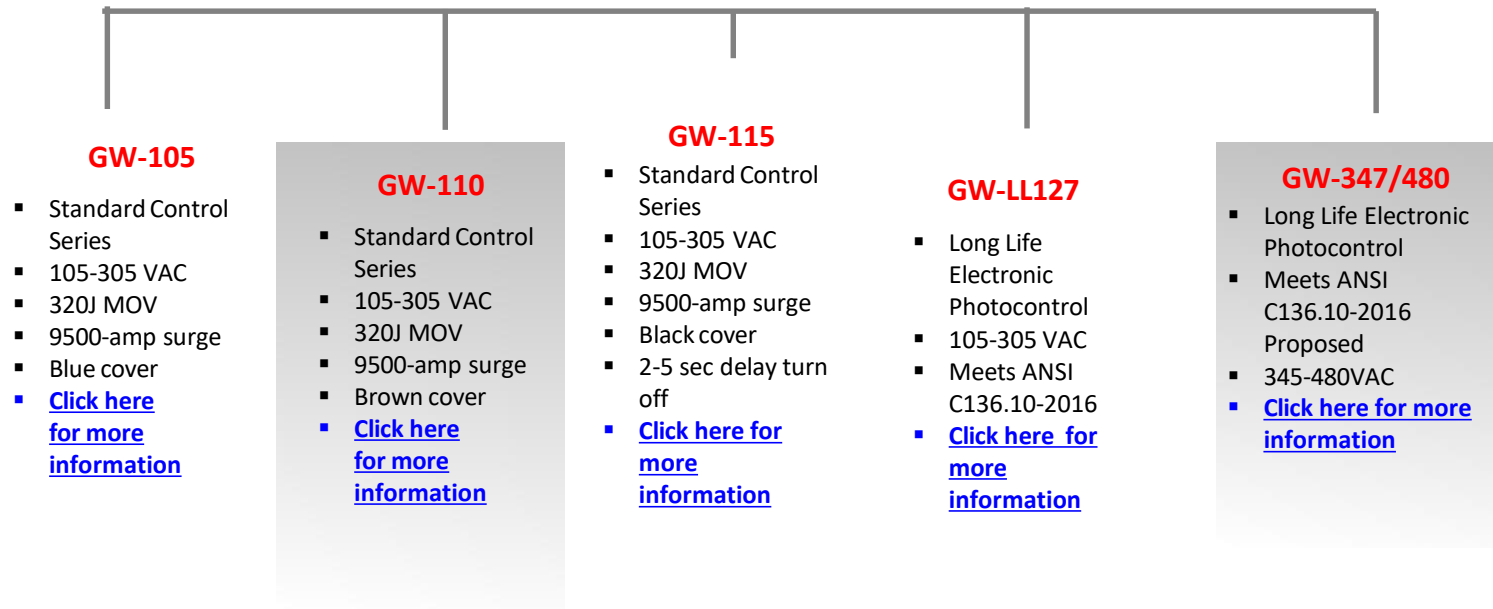 GW-105
▪ Standard Control
Series
▪ 105-305 VAC
▪ 320J MOV
▪ 9500-amp surge
▪ Blue cover
▪ Click here
for more
information
GW-110
▪ Standard Control
Series
▪ 105-305 VAC
▪ 320J MOV
▪ 9500-amp surge
▪ Brown cover
▪ Click here
for more
information
GW-115
▪ Standard Control
Series
▪ 105-305 VAC
▪ 320J MOV
▪ 9500-amp surge
▪ Black cover
▪ 2-5 sec delay turn
off
▪ Click here for
more
information
GW-LL127
▪ Long Life
Electronic
Photocontrol
▪ 105-305 VAC
▪ Meets ANSI
C136.10-2016
▪ Click here for
more
information
GW-347/480
▪ Long Life Electronic
Photocontrol
▪ Meets ANSI
C136.10-2016
Proposed
▪ 345-480VAC
▪ Click here for more
information